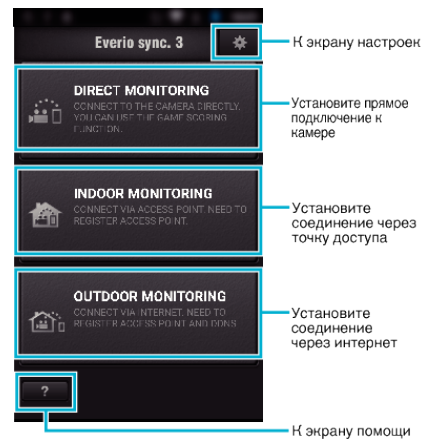 Everio sync. 3
К экрану настроек
DIRECT MONITORING
CONNECT TO THE CAMERA DIRECTLY.
YOU CAN USE THE GAME SCORING
FUNCTION.
Установите прямое
подключение к
камере
INDOOR MONITORING
CONNECT VIA ACCESS POINT. NEED TO
REGISTER ACCESS POINT.
Установите
соединение через
точку доступа
OUTDOOR MONITORING
CONNECT VIA INTERNET. NEED TO
REGISTER ACCESS POINT AND DDNS
Установите
соединение
через интернет
?
К экрану помощи